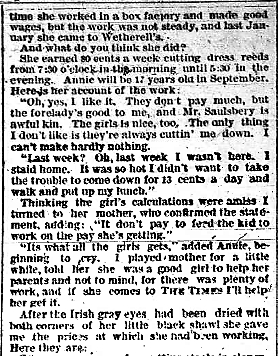 time she worked in a box factory and made good
wages, but the work was not steady, and last Jan-
uary she came to Wetherell's.
And what do you think she did?
She earned 80 cents a week cutting dress reeds
from 7:30 o'clock in the morning until 5:30 in the
evening. Annie will be 17 years old in September.
Here is her account of the work:
"Oh, yes, I like it. They don't pay much, but
the forelady's good to me, and Mr. Saulsbery is
awful kin. The girls is nice, too. The only thing
I don't like is they're always cuttin' me down. I
can't make hardly nothing.
"Last week? Oh, last week I wasn't here. I
staid home. It was so hot I didn't want to take
the trouble to come down for 13 cents a day and
walk and put up my lunch."
Thinking the girl's calculations were amiss I
turned to her mother, who confirmed the state-
ment, adding: "It don't pay to feed the kid to
work on the pay she's getting."
"Its what all the girls gets," added Annie, be-
ginning to cry. I played mother for a little
while, told her she was a good girl to help her
parents and not to mind, for there was plenty of
work, and if she comes to THE TIMES I'll help
her get it.
After the Irish gray eyes had been dried with
both corners of her little black shawl she gave
me the prices at which she had been working.
Here they are: